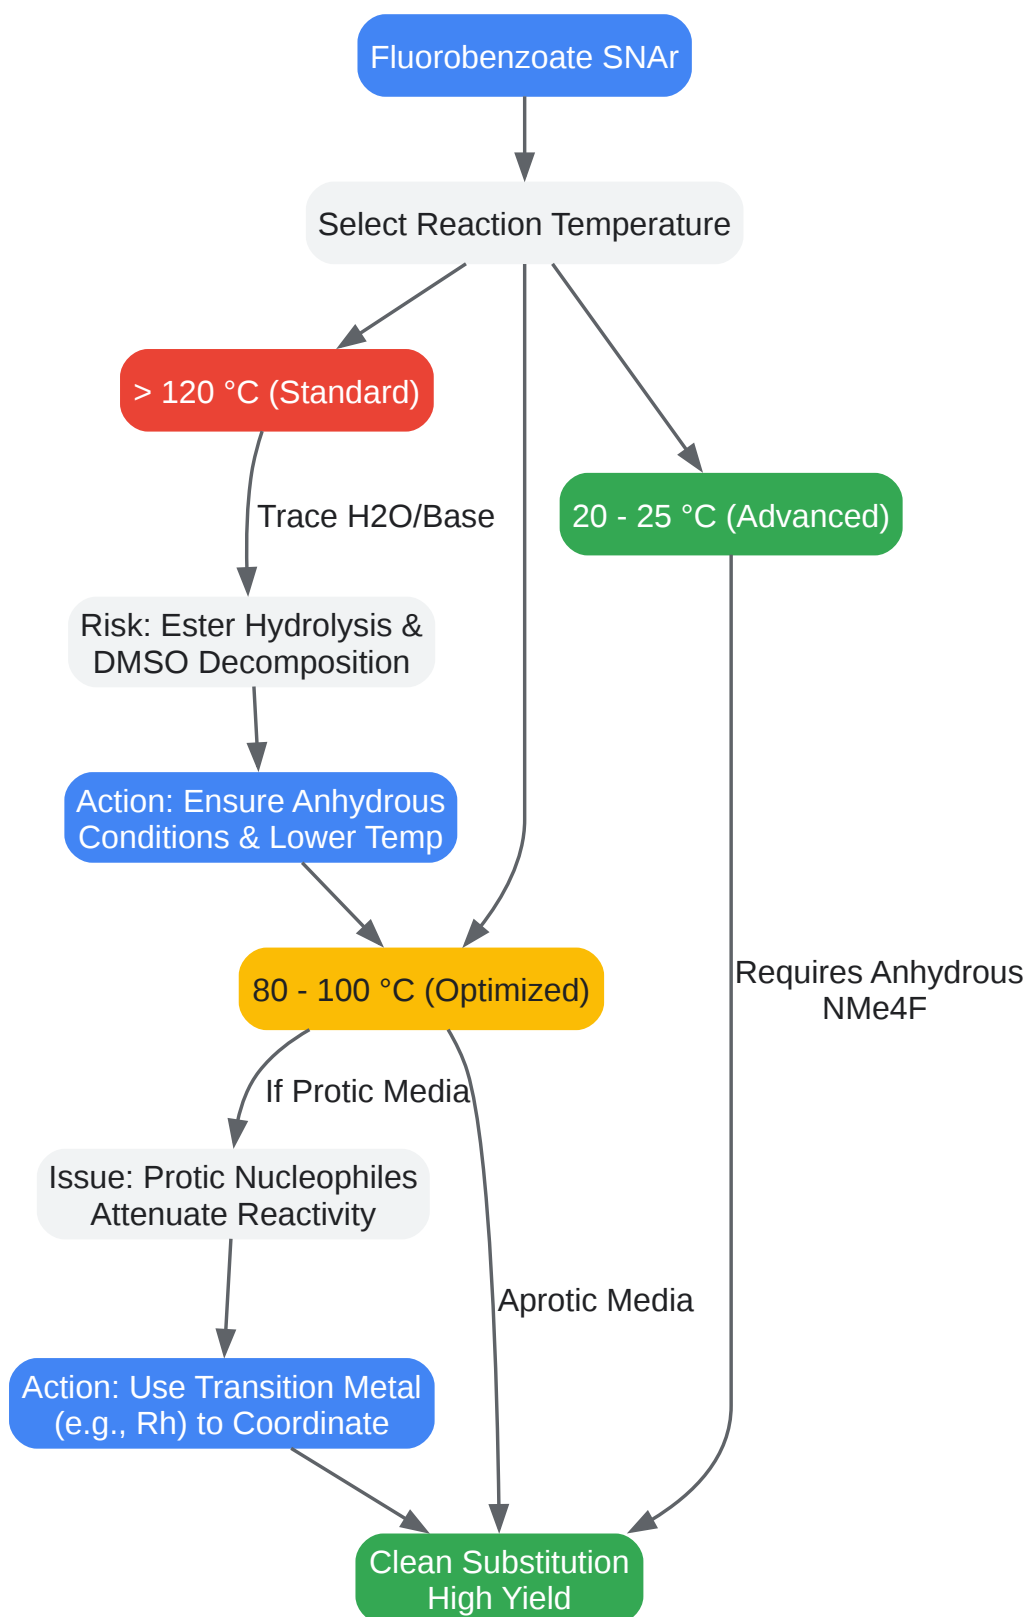 Fluorobenzoate SNAr
Select Reaction Temperature
> 120 °C (Standard)
20 - 25 °C (Advanced)
Trace H2O/Base
Risk: Ester Hydrolysis &
DMSO Decomposition
Action: Ensure Anhydrous
Conditions & Lower Temp
80 - 100 °C (Optimized)
Requires Anhydrous
NMe4F
If Protic Media
Issue: Protic Nucleophiles
Attenuate Reactivity
Aprotic Media
Action: Use Transition Metal
(e.g., Rh) to Coordinate
Clean Substitution
High Yield